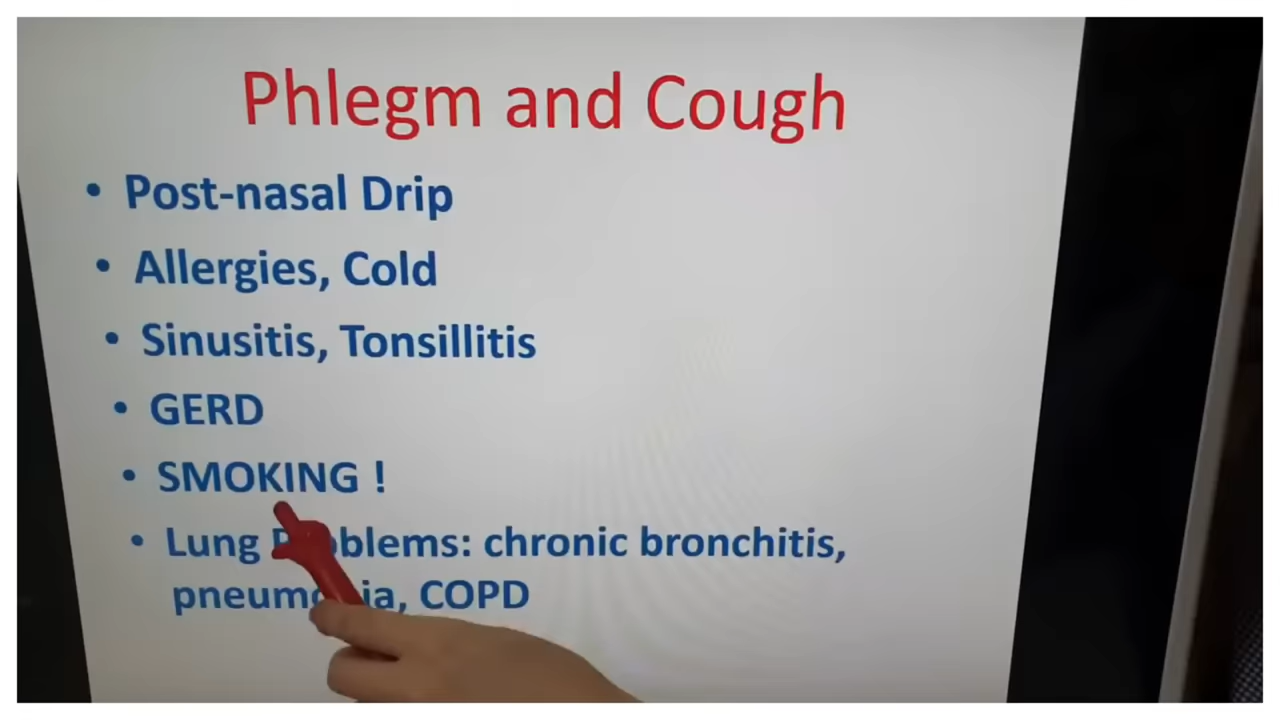 Phlegm and Cough
• Post-nasal Drip
• Allergies, Cold
• Sinusitis, Tonsillitis
• GERD
• SMOKING !
• Lung chronic bronchitis,
COPD